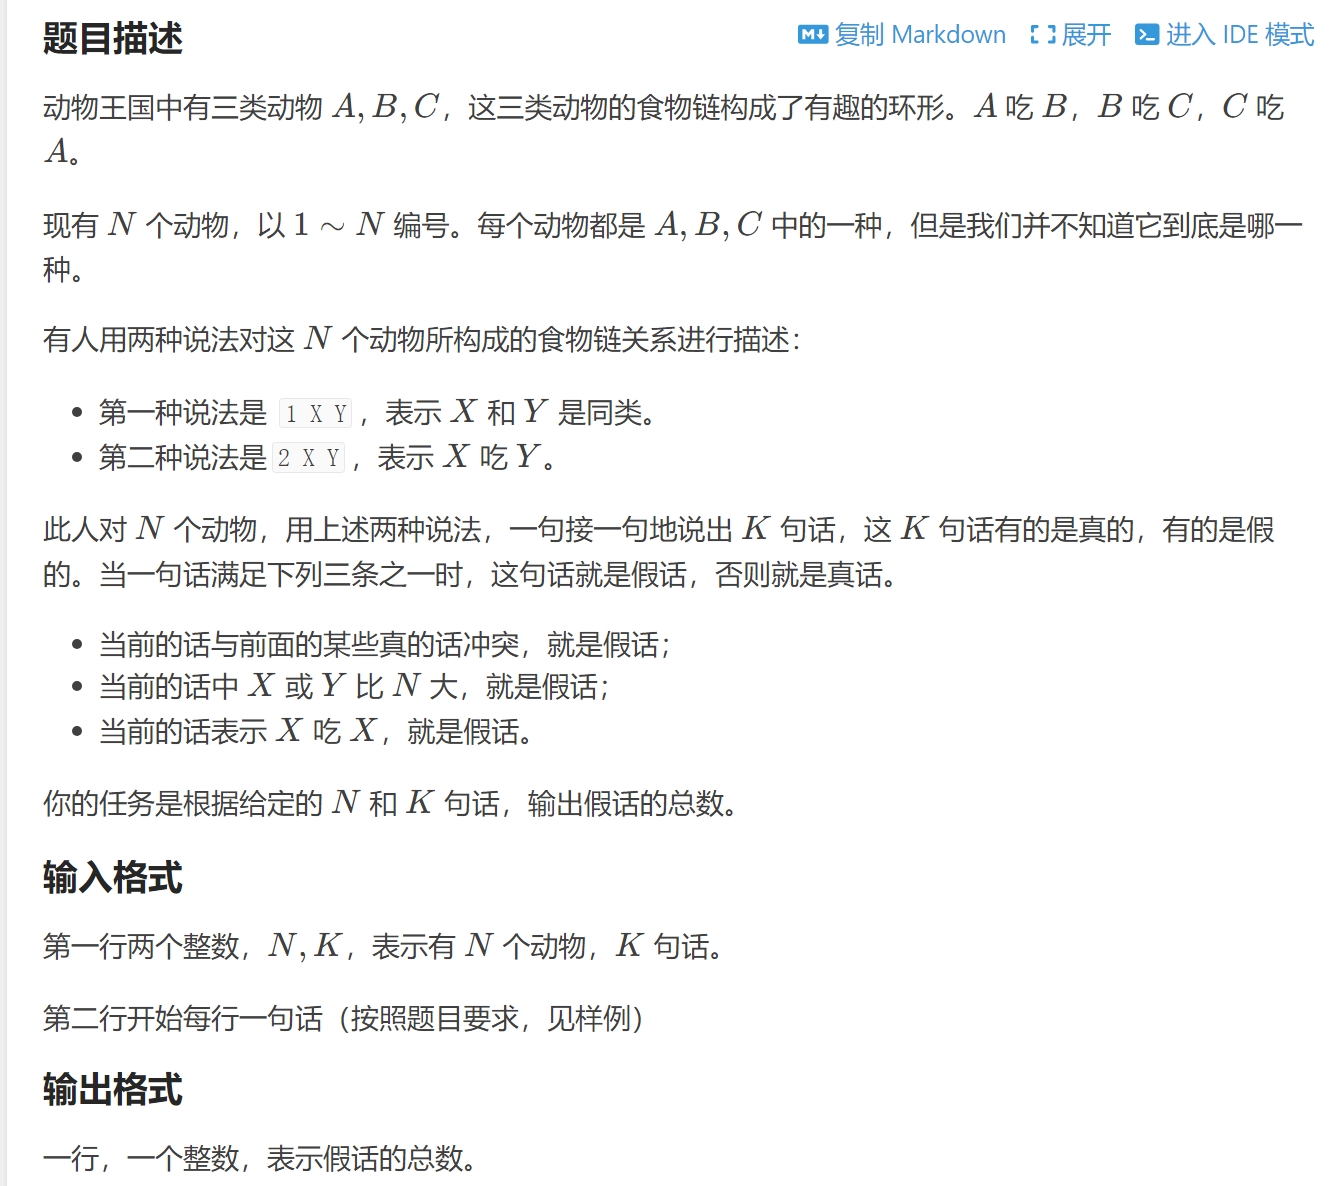 题目描述
复制 Markdown 展开 进入 IDE 模式
动物王国中有三类动物 A, B, C，这三类动物的食物链构成了有趣的环形。A 吃 B，B 吃 C，C 吃
A。
现有 N 个动物，以 1 ∼ N 编号。每个动物都是 A, B, C 中的一种，但是我们并不知道它到底是哪一
种。
有人用两种说法对这 N 个动物所构成的食物链关系进行描述：
• 第一种说法是 1 X Y，表示 X 和 Y 是同类。
• 第二种说法是 2 X Y，表示 X 吃 Y。
此人对 N 个动物，用上述两种说法，一句接一句地说出 K 句话，这 K 句话有的是真的，有的是假
的。当一句话满足下列三条之一时，这句话就是假话，否则就是真话。
• 当前的话与前面的某些真的话冲突，就是假话；
• 当前的话中 X 或 Y 比 N 大，就是假话；
• 当前的话表示 X 吃 X，就是假话。
你的任务是根据给定的 N 和 K 句话，输出假话的总数。
输入格式
第一行两个整数，N, K，表示有 N 个动物，K 句话。
第二行开始每行一句话（按照题目要求，见样例）
输出格式
一行，一个整数，表示假话的总数。